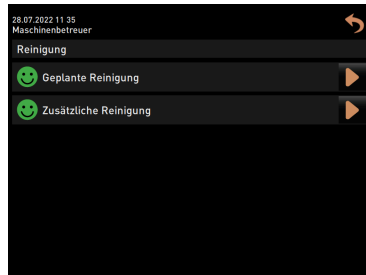 28.07.2022 11 35
Maschinenbetreuer
Reinigung
Geplante Reinigung
Zusätzliche Reinigung